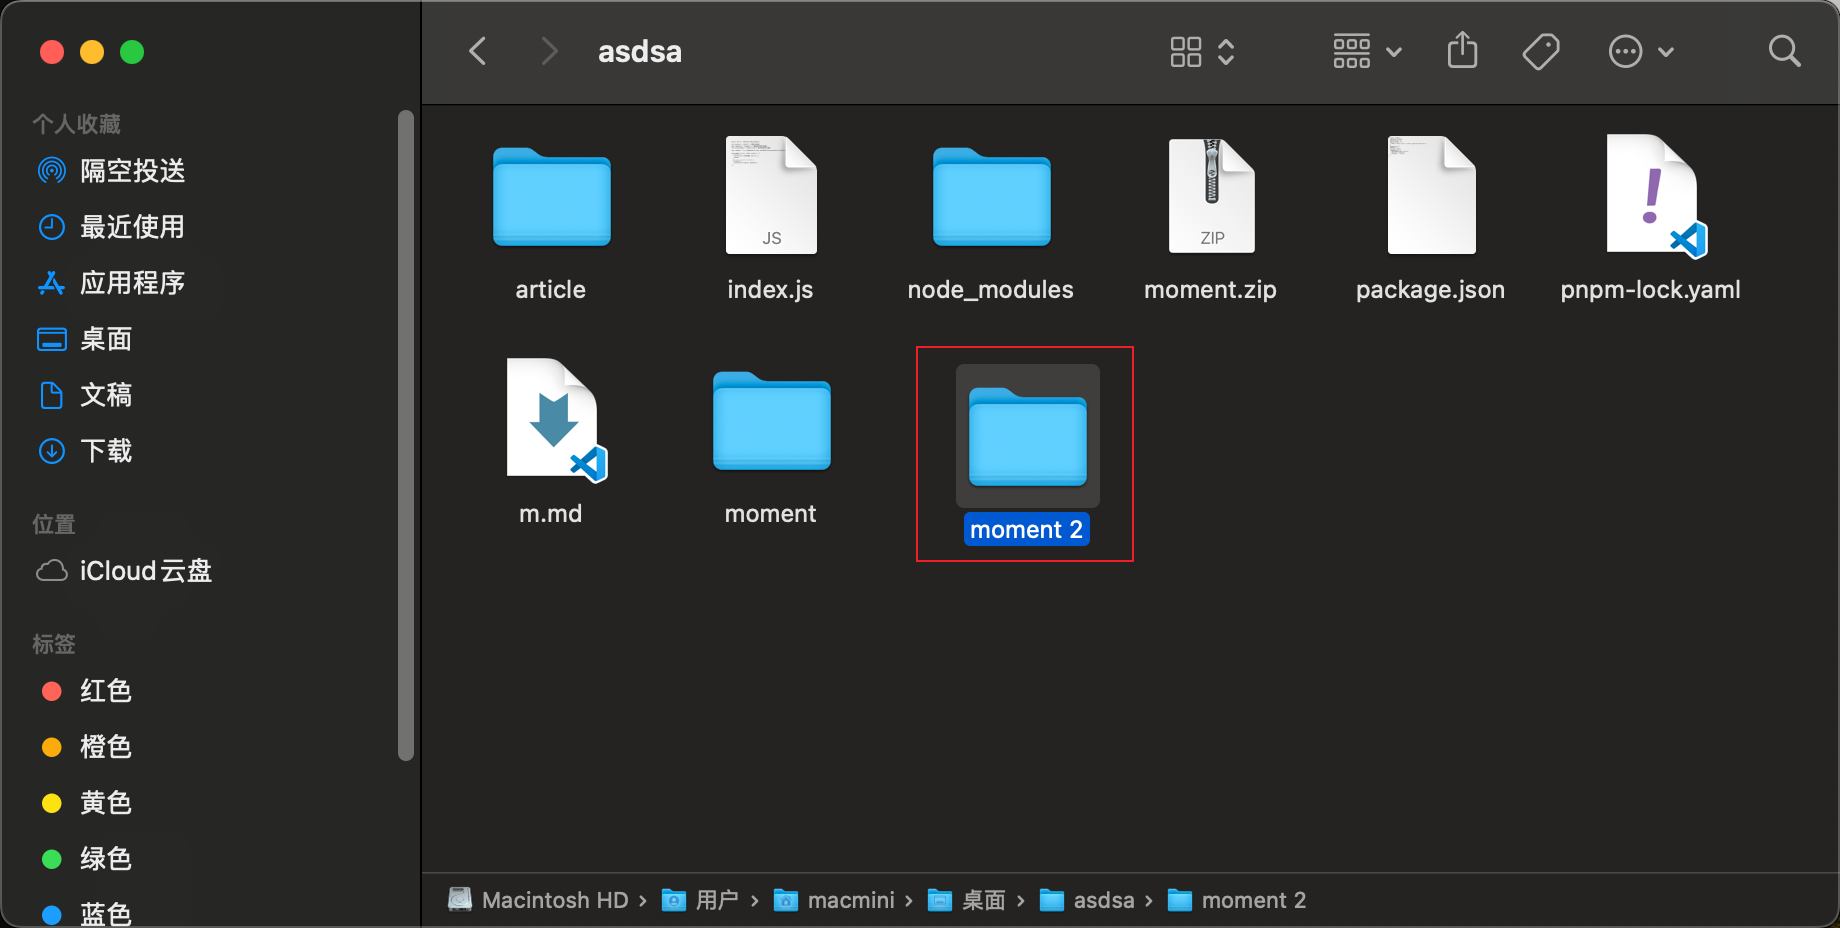 asdsa
个人收藏
隔空投送
最近使用
应用程序
桌面
文稿
下载
位置
iCloud云盘
标签
红色
橙色
黄色
绿色
蓝色
JS
ZIP
article
index.js
node_modules
moment.zip
package.json
pnpm-lock.yaml
m.md
moment
moment 2
Macintosh HD › 用户 › macmini › 桌面 › asdsa › moment 2